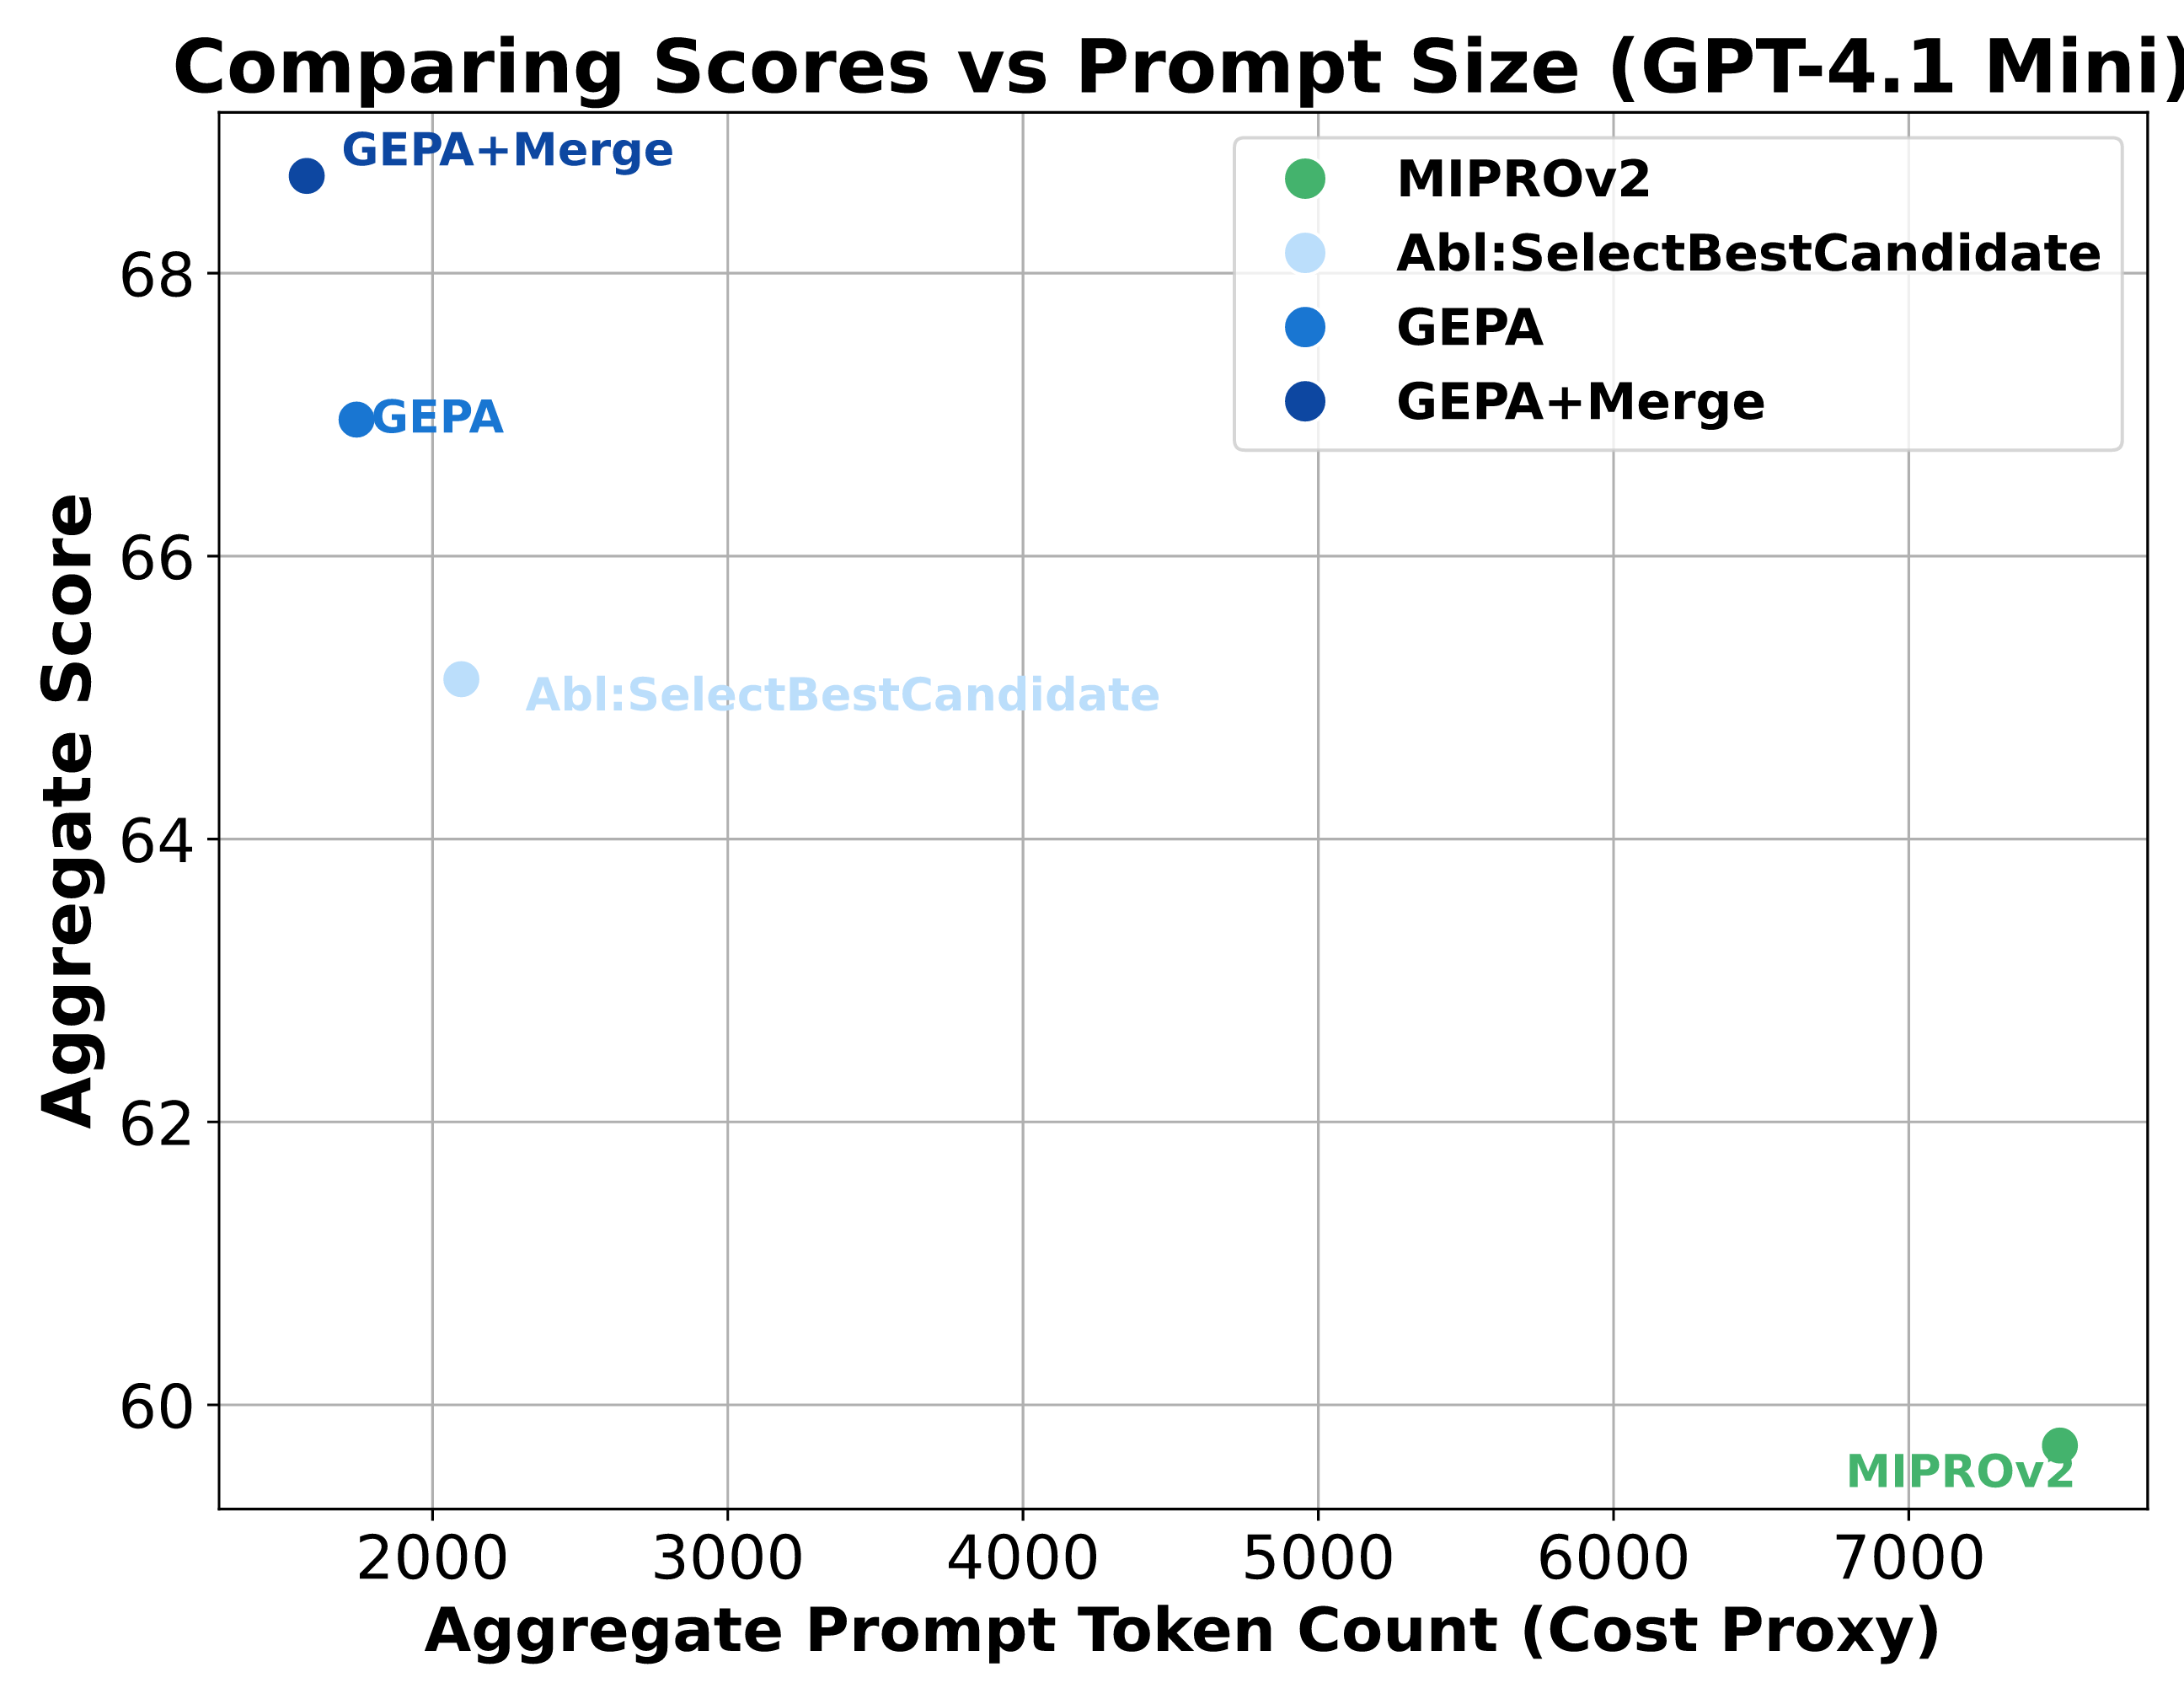 Comparing Scores vs Prompt Size (GPT-4.1 Mini)
GEPA+Merge
GEPA
Abl:SelectBestCandidate
MIPROv2
MIPROv2
Abl:SelectBestCandidate
GEPA
GEPA+Merge
Aggregate Score
68
66
64
62
60
2000 3000 4000 5000 6000 7000
Aggregate Prompt Token Count (Cost Proxy)